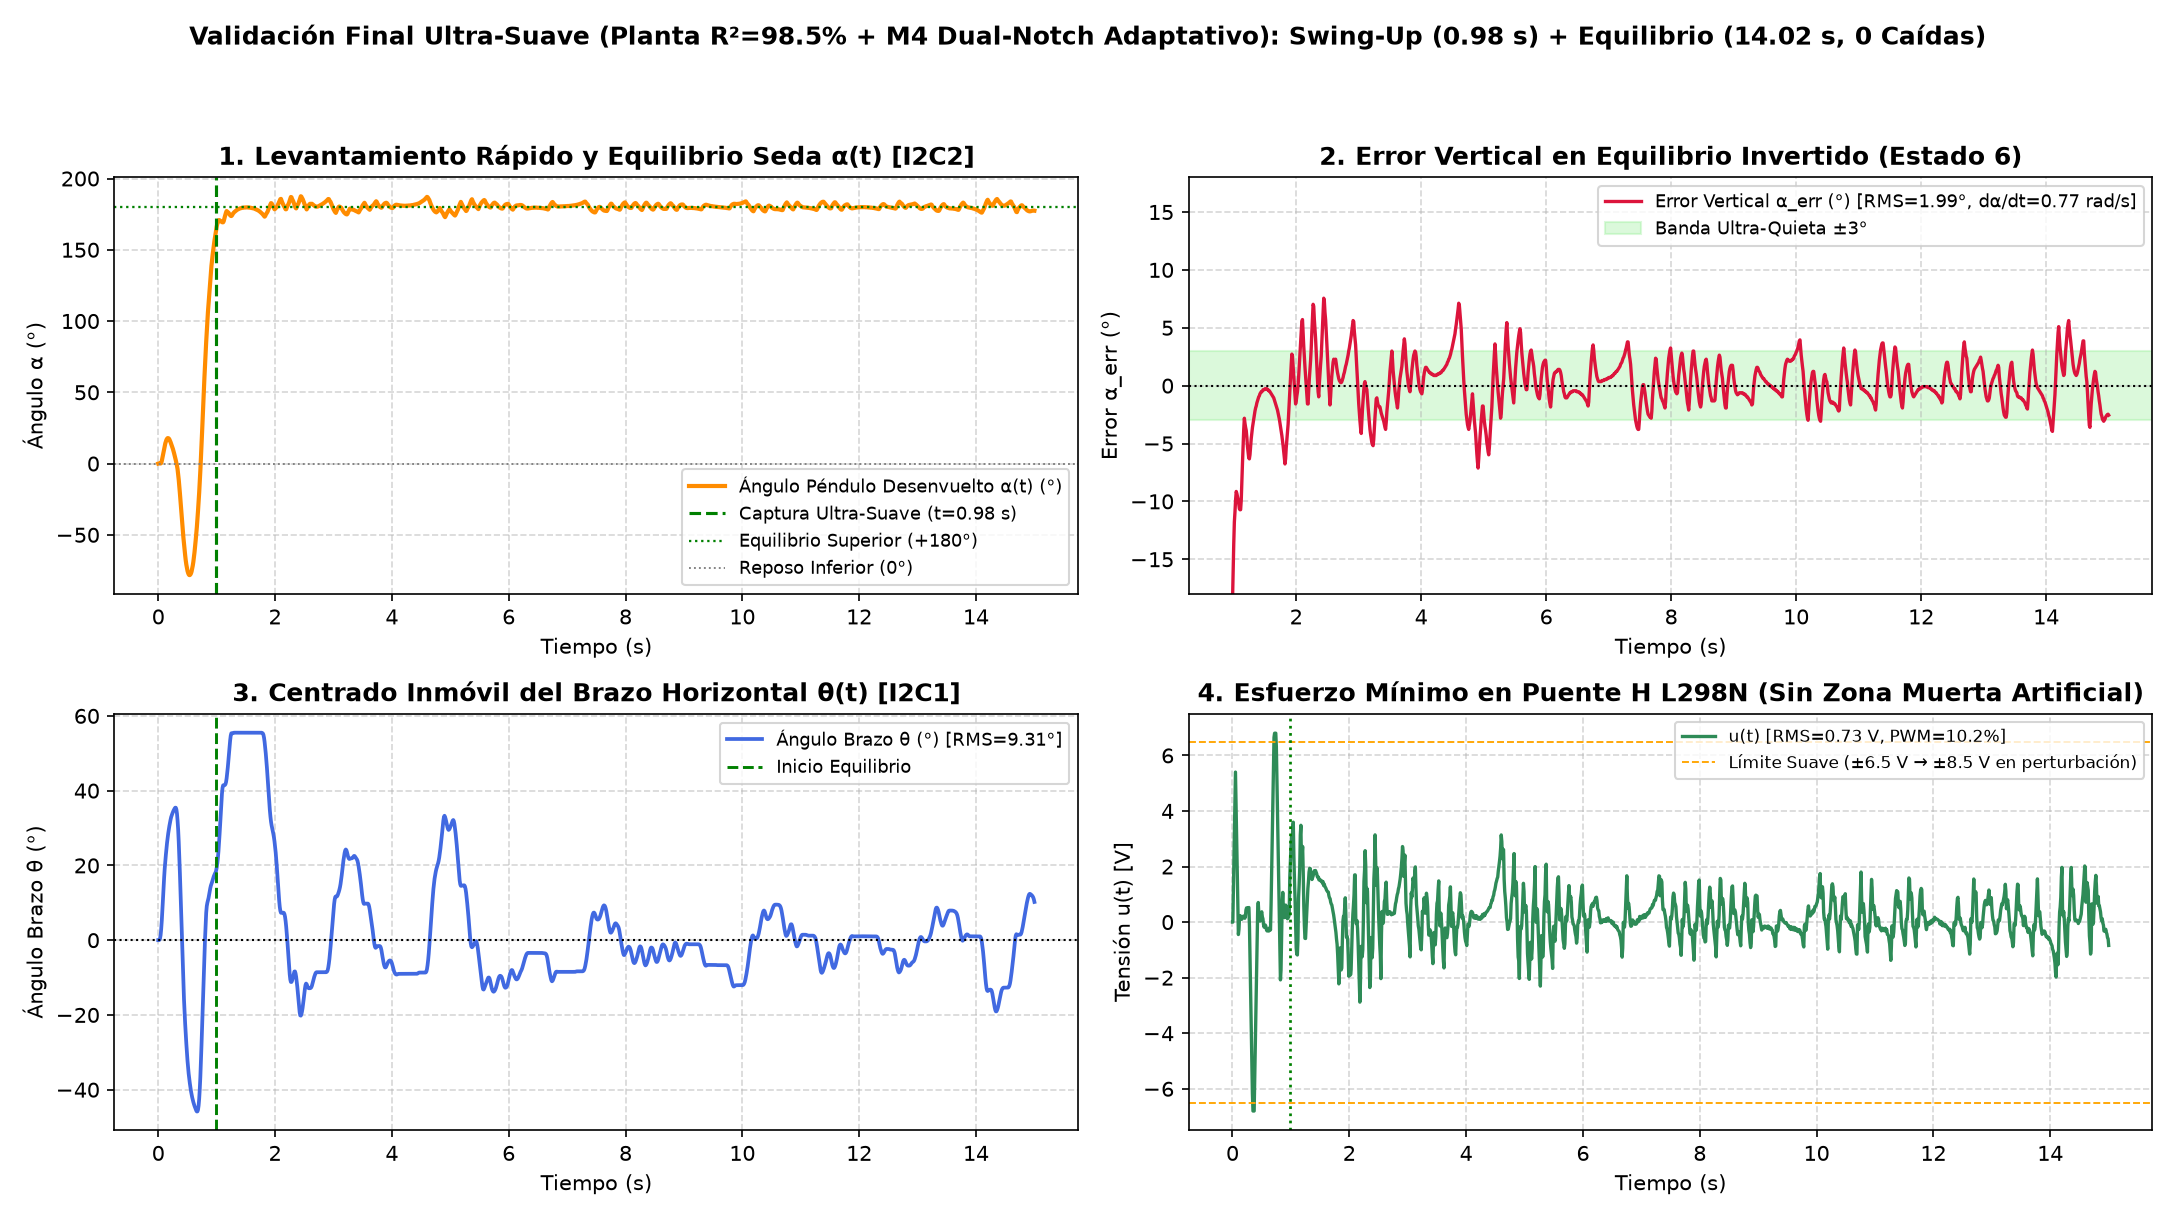 Validación Final Ultra-Suave (Planta R²=98.5% + M4 Dual-Notch Adaptativo): Swing-Up (0.98 s) + Equilibrio (14.02 s, 0 Caídas)
1. Levantamiento Rápido y Equilibrio Seda α(t) [I2C2]
Ángulo α (°)
200
150
100
50
0
−50
Ángulo Péndulo Desenvuelto α(t) (°)
Captura Ultra-Suave (t=0.98 s)
Equilibrio Superior (+180°)
Reposo Inferior (0°)
0 2 4 6 8 10 12 14
Tiempo (s)
2. Error Vertical en Equilibrio Invertido (Estado 6)
Error α_err (°)
15
10
5
0
−5
−10
−15
Error Vertical α_err (°) [RMS=1.99°, dα/dt=0.77 rad/s]
Banda Ultra-Quieta ±3°
2 4 6 8 10 12 14
Tiempo (s)
3. Centrado Inmóvil del Brazo Horizontal θ(t) [I2C1]
Ángulo Brazo θ (°)
60
40
20
0
−20
−40
Ángulo Brazo θ (°) [RMS=9.31°]
Inicio Equilibrio
0 2 4 6 8 10 12 14
Tiempo (s)
4. Esfuerzo Mínimo en Puente H L298N (Sin Zona Muerta Artificial)
Tensión u(t) [V]
6
4
2
0
−2
−4
−6
u(t) [RMS=0.73 V, PWM=10.2%]
Límite Suave (±6.5 V → ±8.5 V en perturbación)
0 2 4 6 8 10 12 14
Tiempo (s)